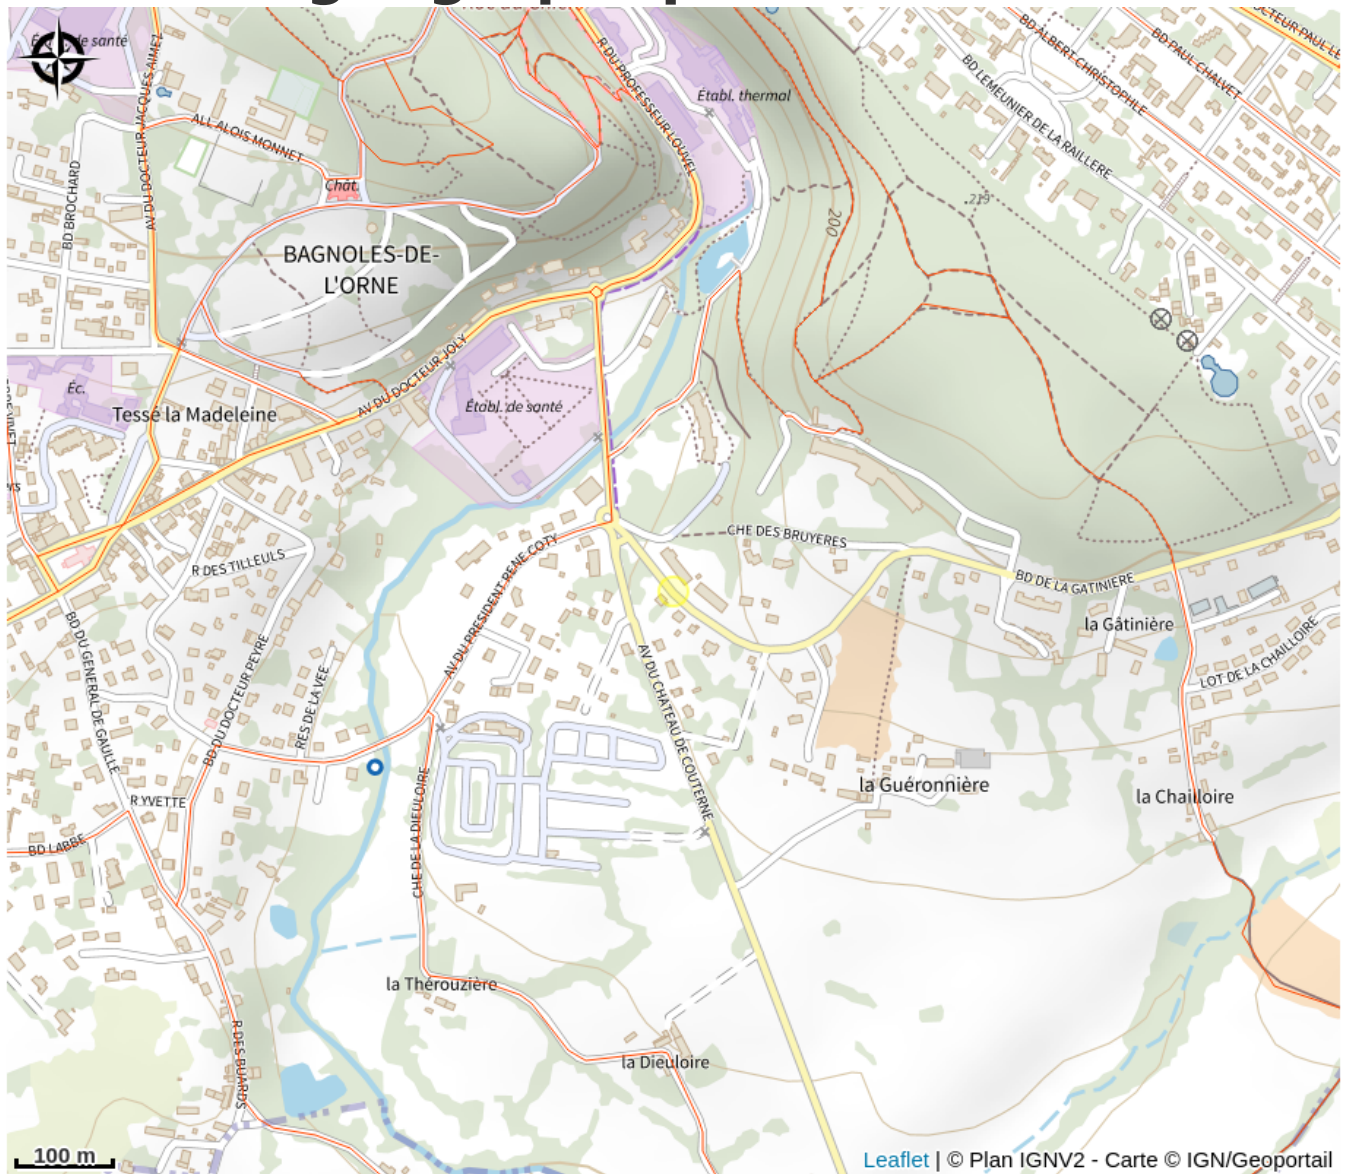 Étab. de santé
R DU PROFESSEUR LOUVEL
BD ALBERT CHRISTOPHLE
BD PAUL CHALVET
BD LEMEUNIER DE LA RAILLERE
AV DU DOCTEUR JACQUES AIMEZ
Établ. thermal
ALL ALOIS MONNET
Chât.
BD BROCHARD
219
200
BAGNOLES-DE-
L'ORNE
AV DU DOCTEUR JOLY
Éc.
Tessé la Madeleine
Établ. de santé
CHE DES BRUYERES
R DES TILLEULS
BD DE LA GATINIÈRE
AV DU PRESIDENT RENE COTY
la Gâtinière
BD DU GENERAL DE GAULLE
BD DU DOCTEUR PEYRE
RES DE LA VEE
AV DU CHATEAU DE COUTERNE
LOT DE LA CHAILLOIRE
la Guéronnière
la Chailloire
R YVETTE
CHE DE LA DIEULOIRE
BD LABBE
la Thérouzière
la Dieuloire
R DES BUARDS
100 m
Leaflet | © Plan IGNV2 - Carte © IGN/Geoportail